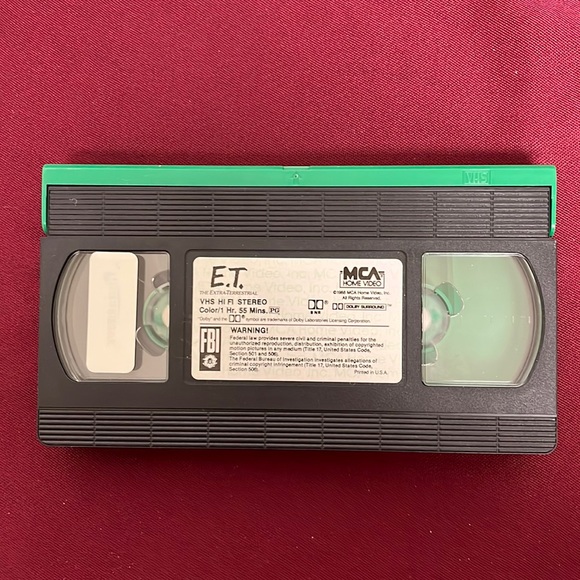 VHS
E.T.
THE EXTRA-TERRESTRIAL
VHS HI FI STEREO
Color/1 Hr. 55 Mins. PG
MCA
HOME VIDEO
©1988 MCA Home Video, Inc.
All Rights Reserved.
B NR
DOLBY SURROUND
"Dolby" and the are trademarks of Dolby Laboratories Licensing Corporation.
FBI
WARNING!
Federal law provides severe civil and criminal penalties for the
unauthorized reproduction, distribution, exhibition of copyrighted
motion pictures in any medium (Title 17, United States Code,
Section 501 and 506).
The Federal Bureau of Investigation investigates allegations of
criminal copyright infringement (Title 17, United States Code,
Section 506).
Printed in U.S.A.